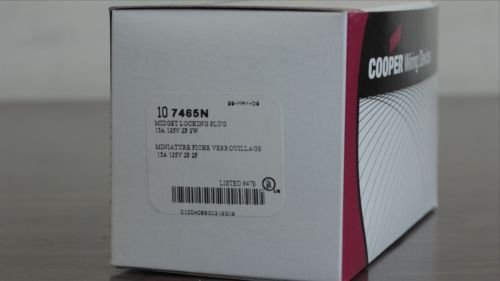 COOPER Wiring Devices
10 7465N
MIDGET LOCKING PLUG
15A 125V 2P 2W
MINIATURE FICHE VERROUILLAGE
15A 125V 2P 2F
LISTED 947B